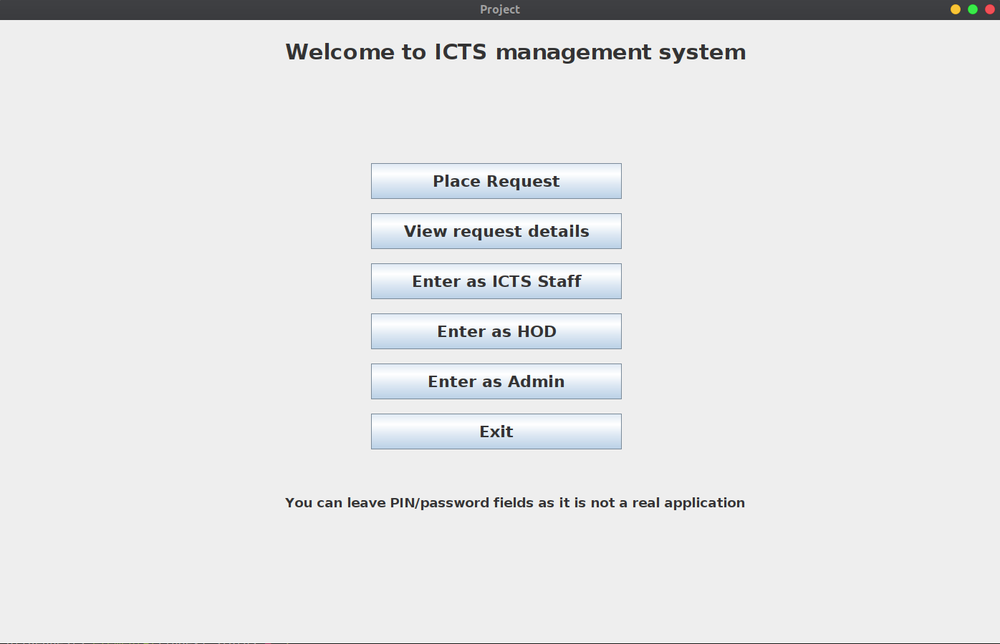 Project
Welcome to ICTS management system
Place Request
View request details
Enter as ICTS Staff
Enter as HOD
Enter as Admin
Exit
You can leave PIN/password fields as it is not a real application